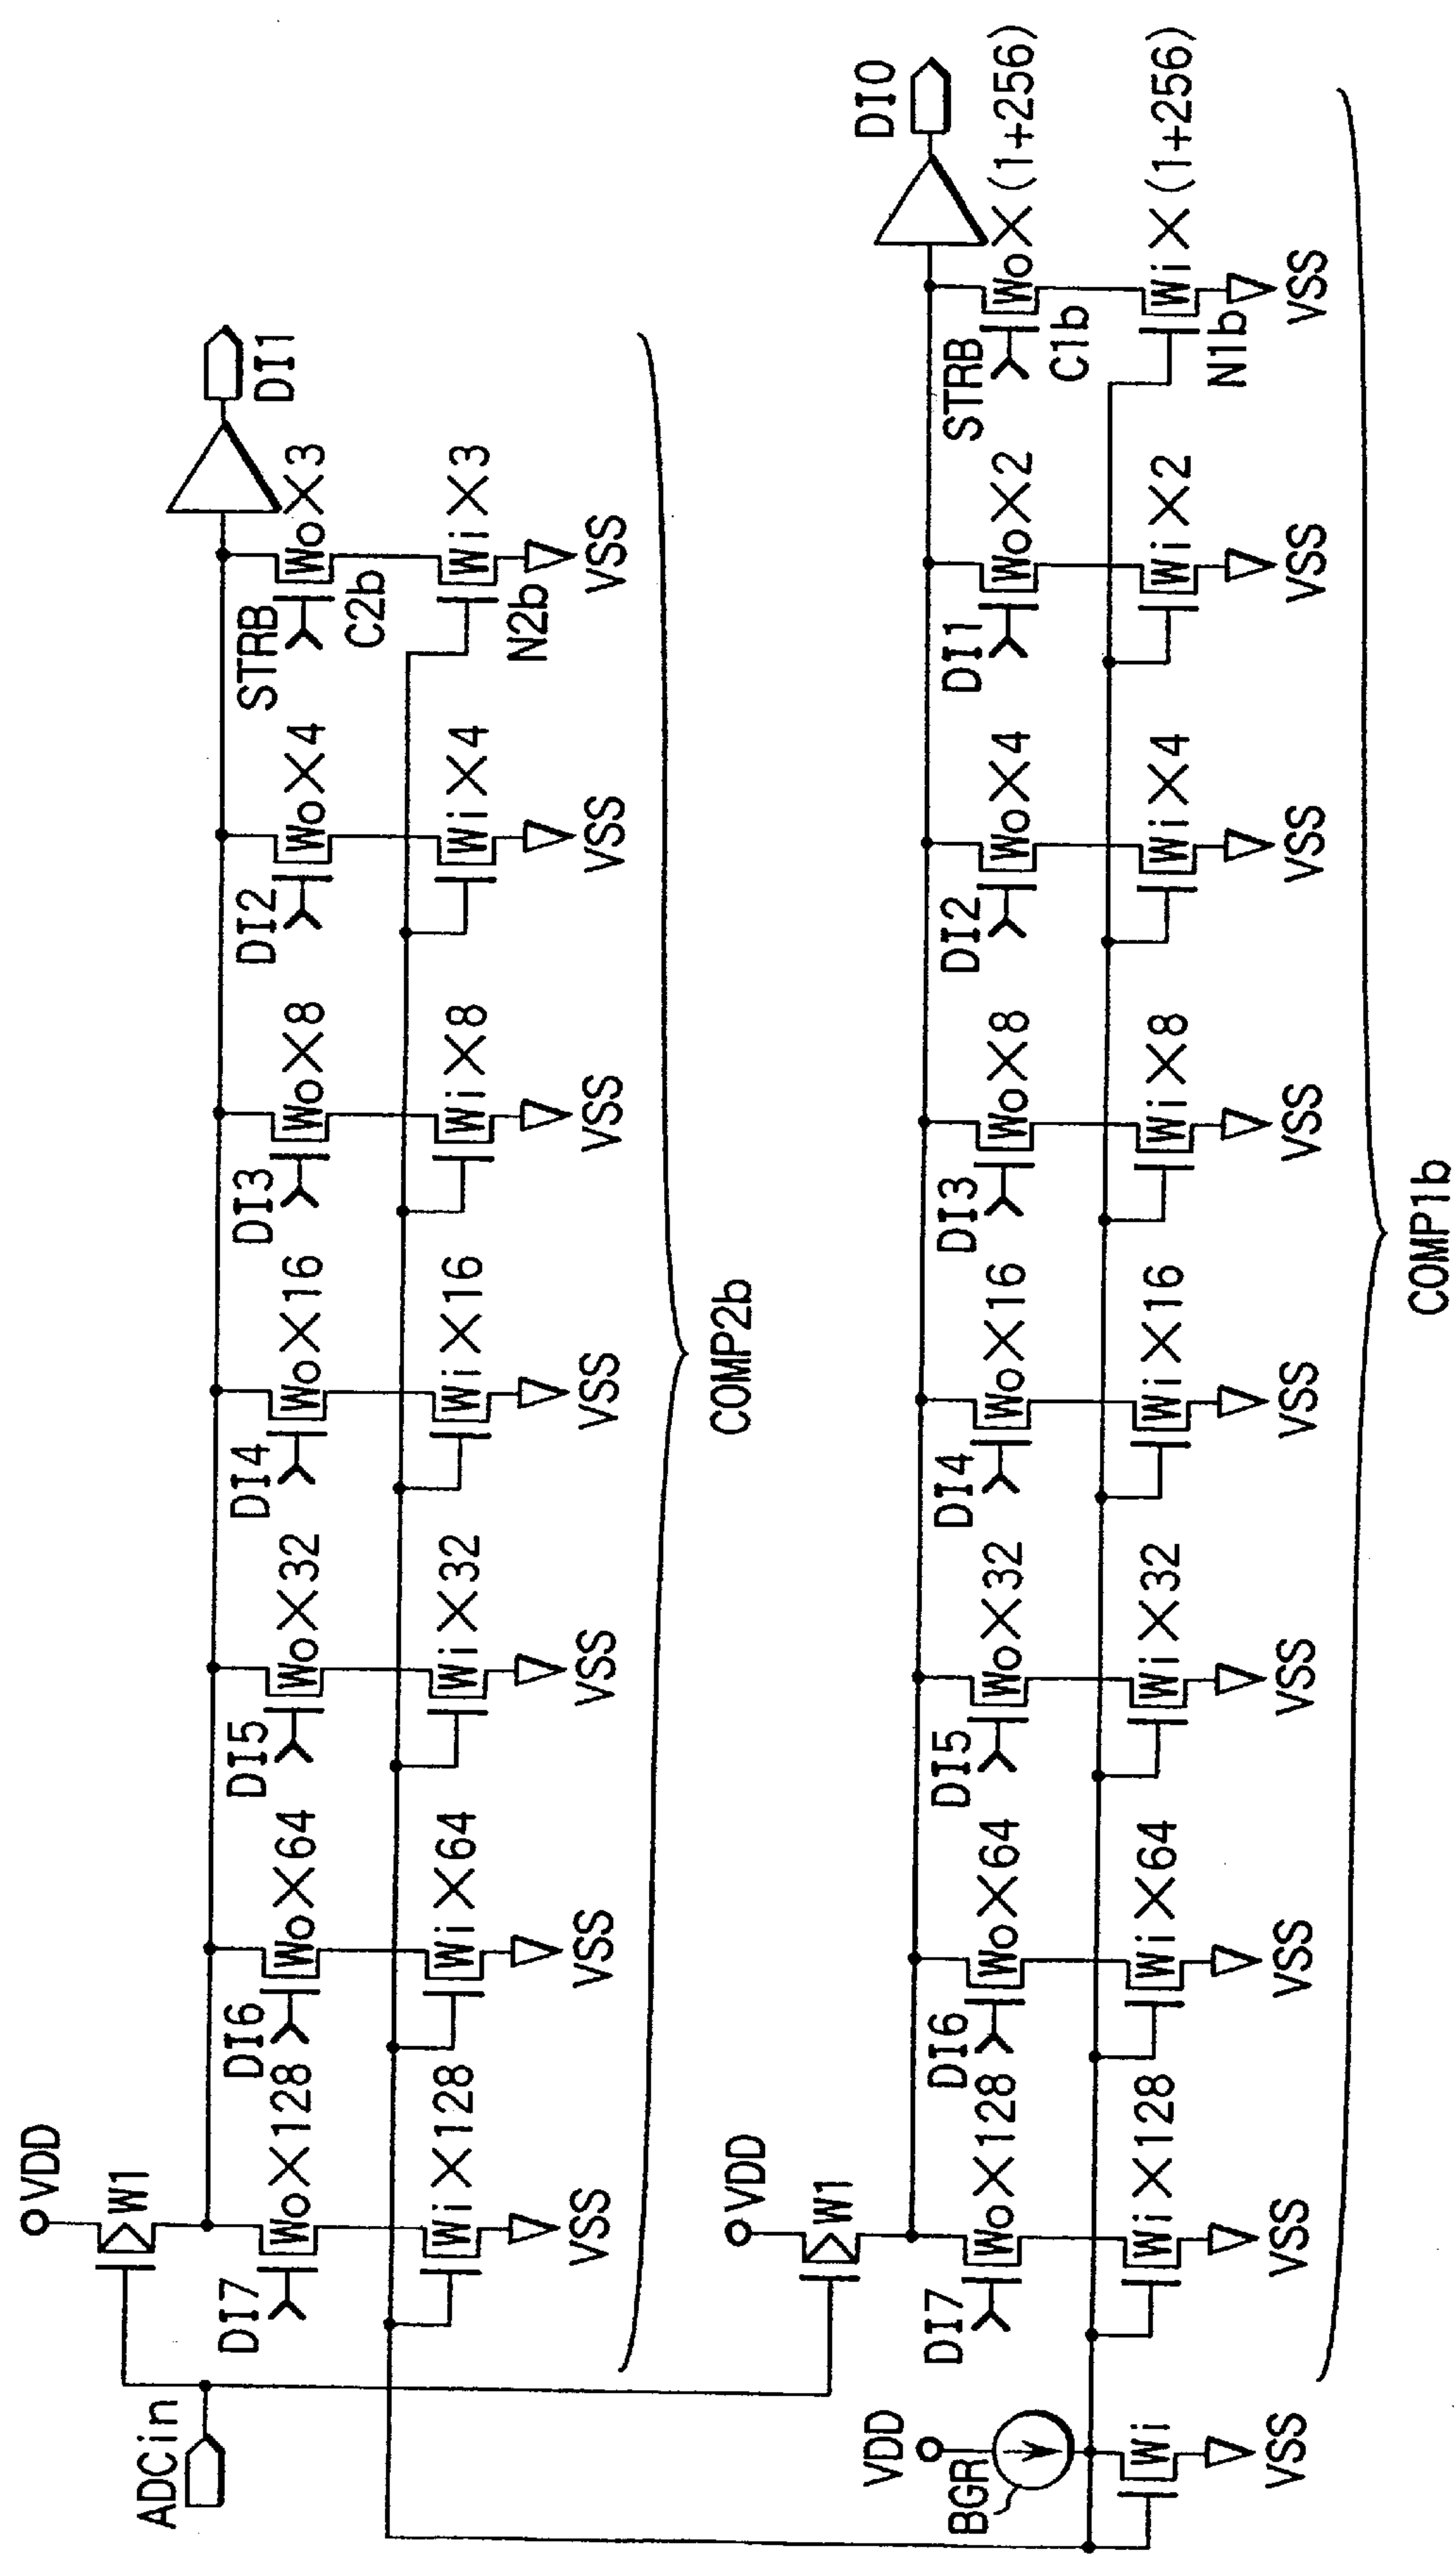 ADCin
VDD
W1
DI7
Wo×128
Wi×128
VSS
DI6
Wo×64
Wi×64
VSS
DI5
Wo×32
Wi×32
VSS
DI4
Wo×16
Wi×16
VSS
DI3
Wo×8
Wi×8
VSS
DI2
Wo×4
Wi×4
VSS
STRB
Wo×3
C2b
Wi×3
N2b
VSS
DI1
COMP2b
VDD
BGR
Wi
VSS
VDD
W1
DI7
Wo×128
Wi×128
VSS
DI6
Wo×64
Wi×64
VSS
DI5
Wo×32
Wi×32
VSS
DI4
Wo×16
Wi×16
VSS
DI3
Wo×8
Wi×8
VSS
DI2
Wo×4
Wi×4
VSS
DI1
Wo×2
Wi×2
VSS
STRB
Wo×(1+256)
C1b
Wi×(1+256)
N1b
VSS
DI0
COMP1b